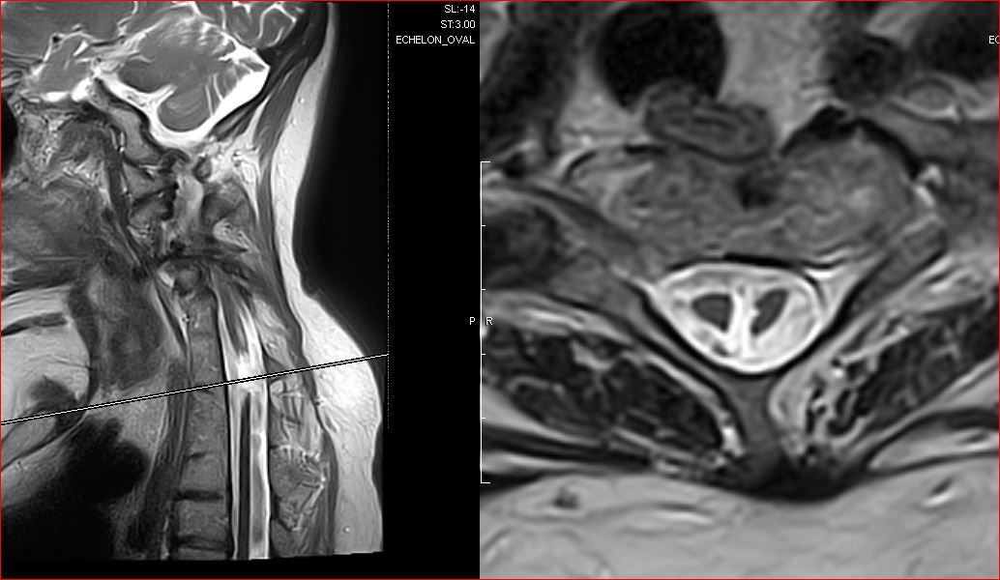 SL:-14
ST:3.00
ECHELON_OVAL
P
R
EC